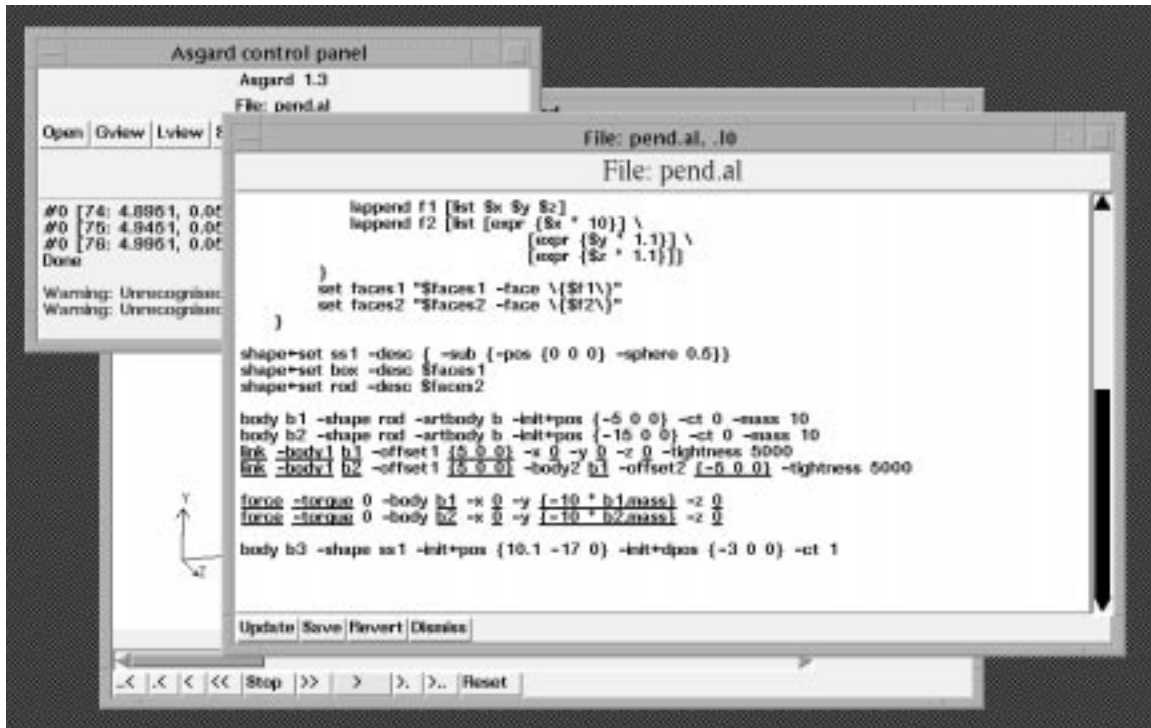 Asgard control panel
Asgard 1.3
File: pend.al
Open Gview Lview
#0 [74: 4.8951, 0.05
#0 [75: 4.9451, 0.05
#0 [76: 4.9951, 0.05
Done
Warning: Unrecognised
Warning: Unrecognised
File: pend.al, .l0
File: pend.al
lappend f1 [list $x $y $z]
lappend f2 [list [expr {$x * 10}] \
[expr {$y * 1.1}] \
[expr {$z * 1.1}]]
}
set faces1 "$faces1 -face \{$f1\}"
set faces2 "$faces2 -face \{$f2\}"
}
shape+set ss1 -desc { -sub {-pos {0 0 0} -sphere 0.5}}
shape+set box -desc $faces1
shape+set rod -desc $faces2
body b1 -shape rod -artbody b -init+pos {-5 0 0} -ct 0 -mass 10
body b2 -shape rod -artbody b -init+pos {-15 0 0} -ct 0 -mass 10
link -body1 b1 -offset1 {5 0 0} -x 0 -y 0 -z 0 -tightness 5000
link -body1 b2 -offset1 {5 0 0} -body2 b1 -offset2 {-5 0 0} -tightness 5000
force -torque 0 -body b1 -x 0 -y {-10 * b1.mass} -z 0
force -torque 0 -body b2 -x 0 -y {-10 * b2.mass} -z 0
body b3 -shape ss1 -init+pos {10.1 -17 0} -init+dpos {-3 0 0} -ct 1
Y
Z
Update Save Revert Dismiss
..< .< < << Stop >> > >. >.. Reset